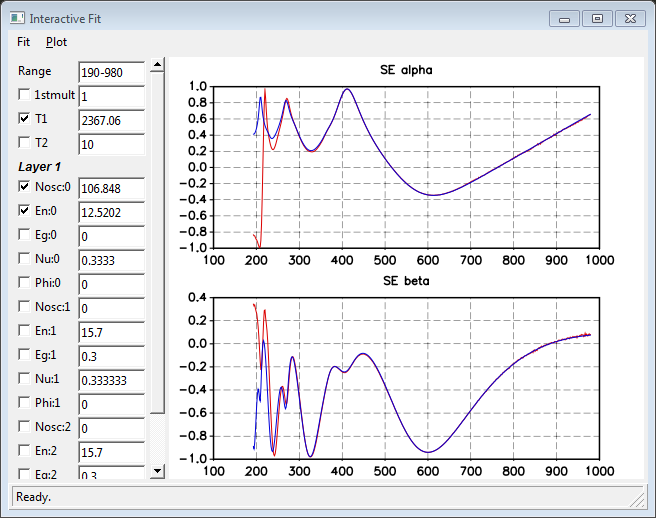 Interactive Fit
Fit Plot
Range 190-980
1stmult 1
T1 2367.06
T2 10
Layer 1
Nosc:0 106.848
En:0 12.5202
Eg:0 0
Nu:0 0.3333
Phi:0 0
Nosc:1 0
En:1 15.7
Eg:1 0.3
Nu:1 0.333333
Phi:1 0
Nosc:2 0
En:2 15.7
Eg:2 0.3
SE alpha
1.0
0.8
0.6
0.4
0.2
0.0
−0.2
−0.4
−0.6
−0.8
−1.0
100 200 300 400 500 600 700 800 900 1000
SE beta
0.4
0.2
0.0
−0.2
−0.4
−0.6
−0.8
−1.0
100 200 300 400 500 600 700 800 900 1000
Ready.